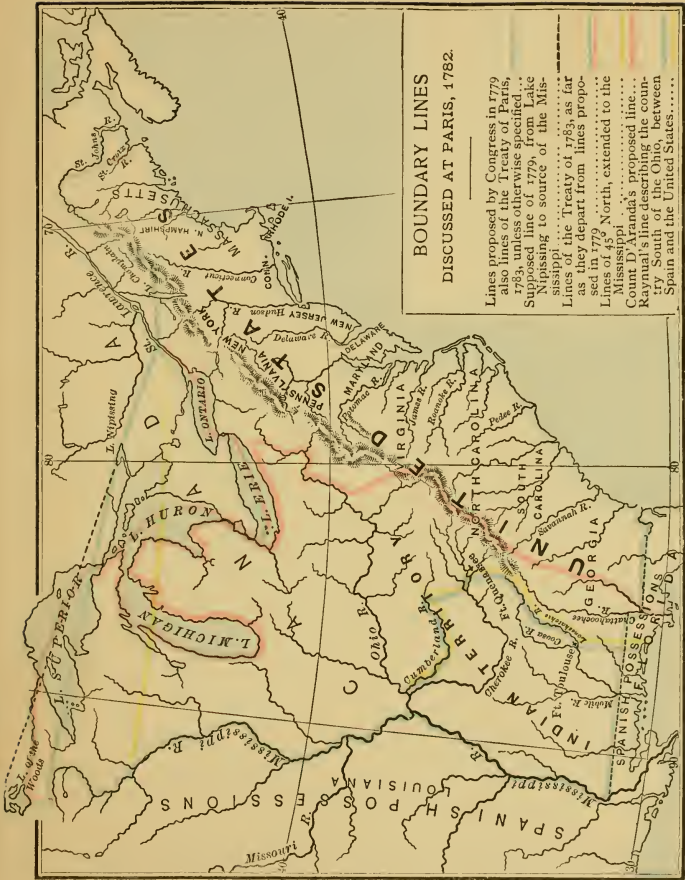 BOUNDARY LINES
DISCUSSED AT PARIS, 1782.
Lines proposed by Congress in 1779
also lines of the Treaty of Paris,
1783, unless otherwise specified...
Supposed line of 1779, from Lake
Nipissing to source of the Mis-
sissippi
Lines of the Treaty of 1783, as far
as they depart from lines propo-
sed in 1779
Lines of 45° North, extended to the
Mississippi
Count D'Aranda's proposed line...
Raynual's line describing the coun-
try South of the Ohio, between
Spain and the United States
40
70
St. Johns R.
St. Croix R.
MASSACHUSETTS
N. HAMPSHIRE
MASSACHUSETTS
RHODE I.
CONN.
Connecticut R.
L. Champlain
St. Lawrence R.
NEW YORK
Hudson R.
NEW JERSEY
Delaware R.
PENNSYLVANIA
DELAWARE
MARYLAND
Potomac R.
VIRGINIA
James R.
Roanoke R.
NORTH CAROLINA
Pedee R.
SOUTH CAROLINA
Savannah R.
GEORGIA
UNITED STATES
80
80
CANADA
L. Nipissing
L. ONTARIO
L. ERIE
L. HURON
L. MICHIGAN
L. SUPERIOR
L. of the Woods
Ohio R.
Cumberland R.
Cherokee R.
INDIAN TERRITORY
Ft. Toulouse
Coosa R.
Chattahoochee R.
Mobile R.
Mississippi R.
Mississippi R.
Mississippi
Missouri R.
SPANISH POSSESSIONS
LOUISIANA
SPANISH POSSESSIONS
FLORIDA
90
30
40